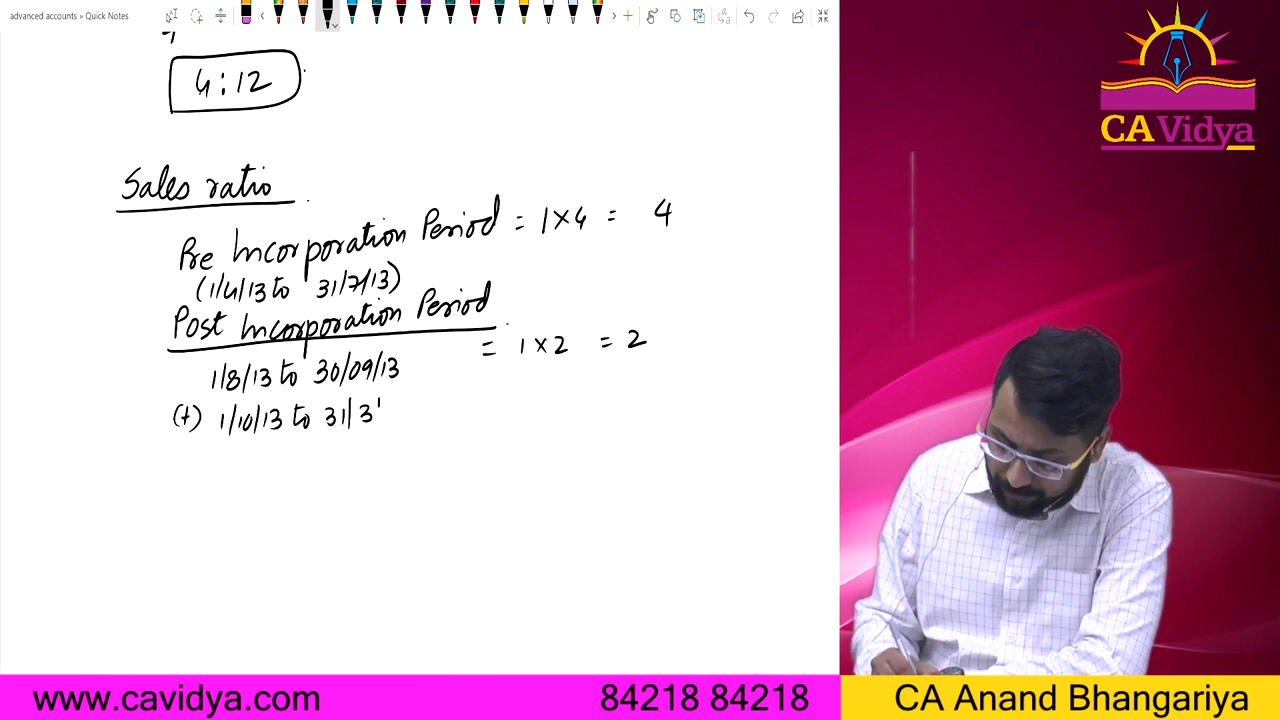 advanced accounts » Quick Notes
4:12
CA Vidya
Sales ratio
Pre Incorporation Period = 1×4 = 4
(1/4/13 to 31/7/13)
Post Incorporation Period
1/8/13 to 30/09/13 = 1×2 = 2
(+) 1/10/13 to 31/3'
www.cavidya.com
84218 84218
CA Anand Bhangariya